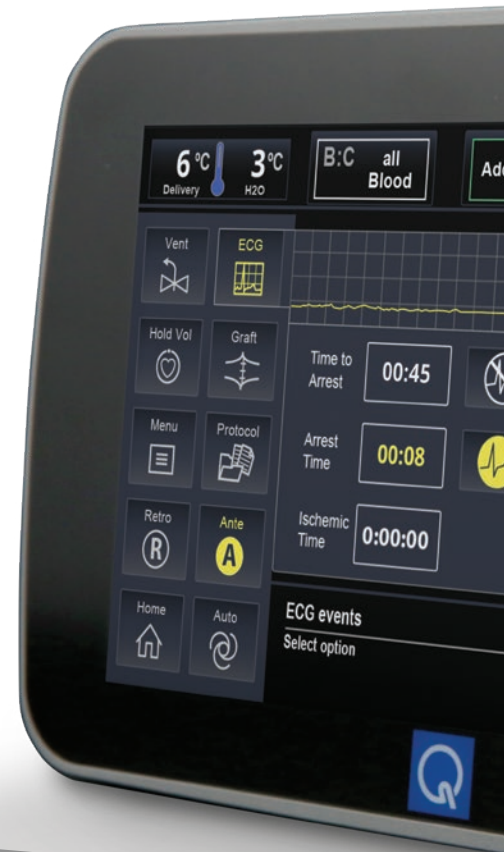 6 °C 3 °C
Delivery H2O
B:C all
Blood
Vent ECG
Hold Vol Graft
Menu Protocol
Retro Ante
R A
Home Auto
Time to
Arrest
00:45
Arrest
Time
00:08
Ischemic
Time
0:00:00
ECG events
Select option
Q